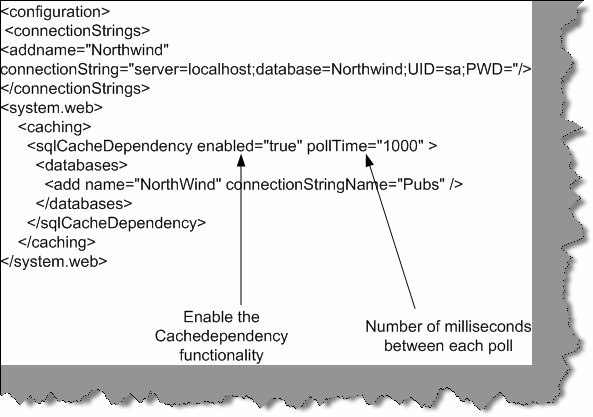 <configuration>
<connectionStrings>
<addname="Northwind"
connectionString="server=localhost;database=Northwind;UID=sa;PWD="/>
</connectionStrings>
<system.web>
<caching>
<sqlCacheDependency enabled="true" pollTime="1000" >
<databases>
<add name="NorthWind" connectionStringName="Pubs" />
</databases>
</sqlCacheDependency>
</caching>
</system.web>
Enable the
Cachedependency
functionality
Number of milliseconds
between each poll